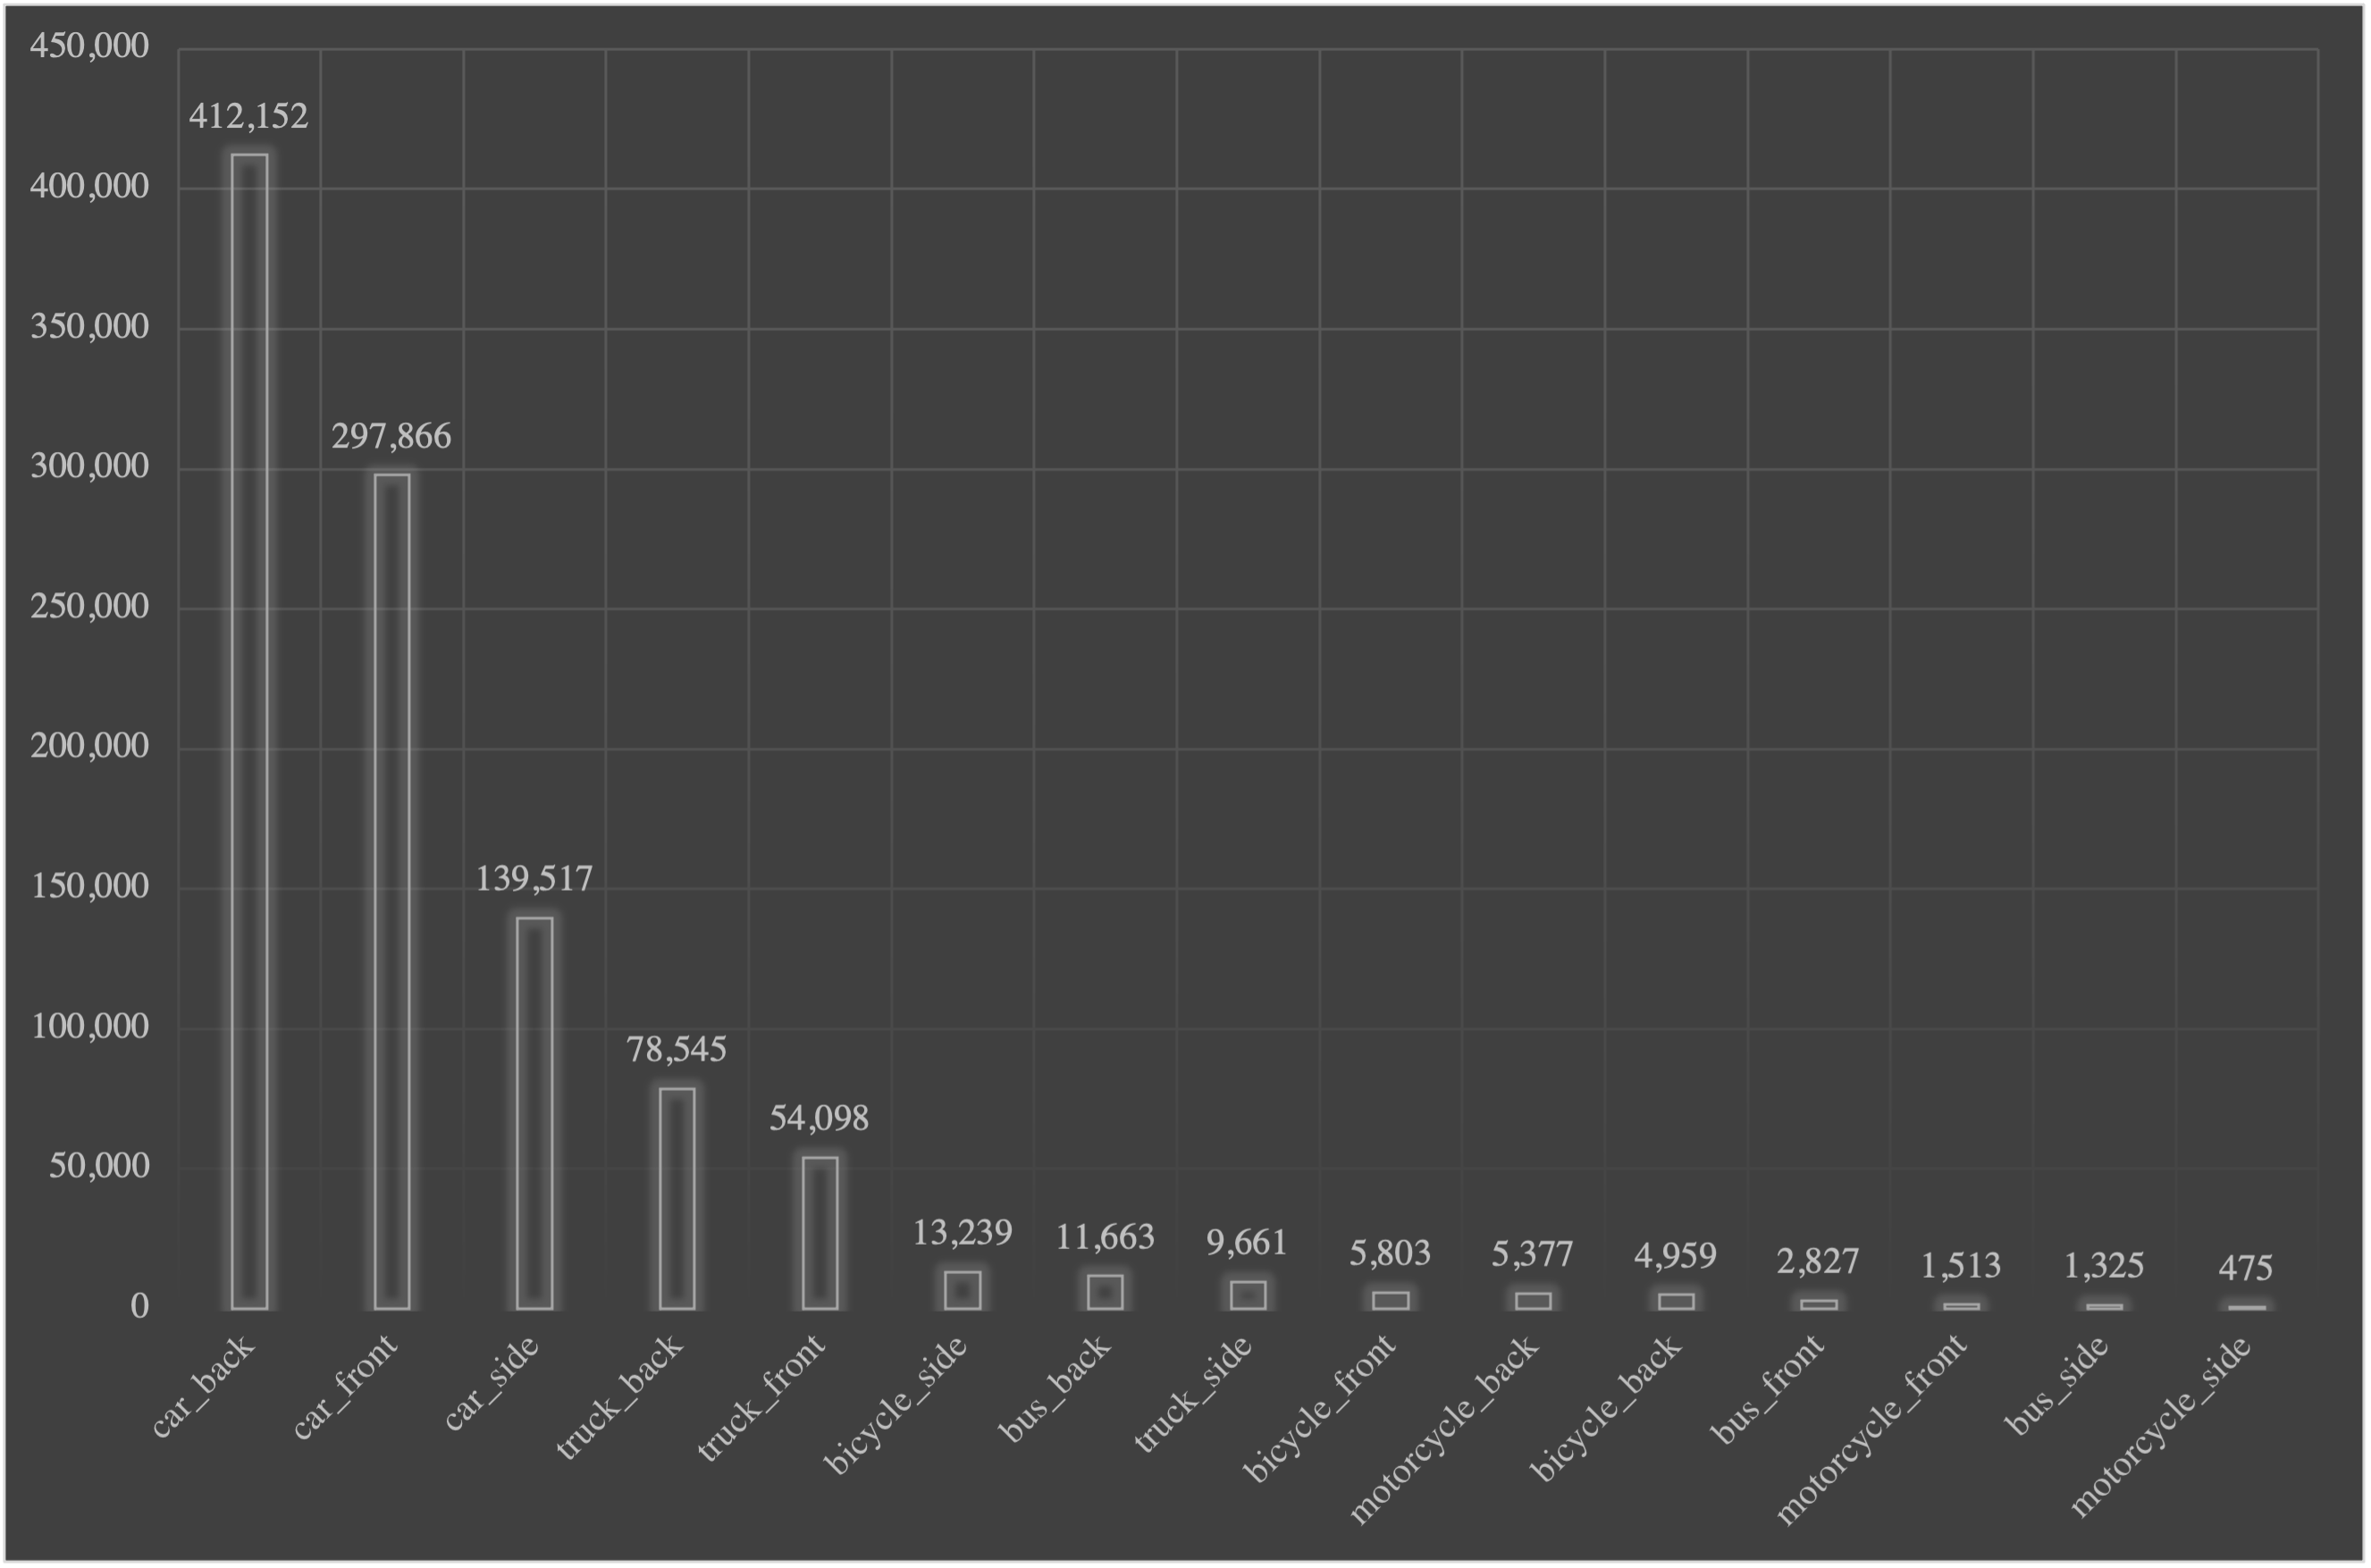 450,000
400,000
350,000
300,000
250,000
200,000
150,000
100,000
50,000
0
412,152
297,866
139,517
78,545
54,098
13,239
11,663
9,661
5,803
5,377
4,959
2,827
1,513
1,325
475
car_back
car_front
car_side
truck_back
truck_front
bicycle_side
bus_back
truck_side
bicycle_front
motorcycle_back
bicycle_back
bus_front
motorcycle_front
bus_side
motorcycle_side